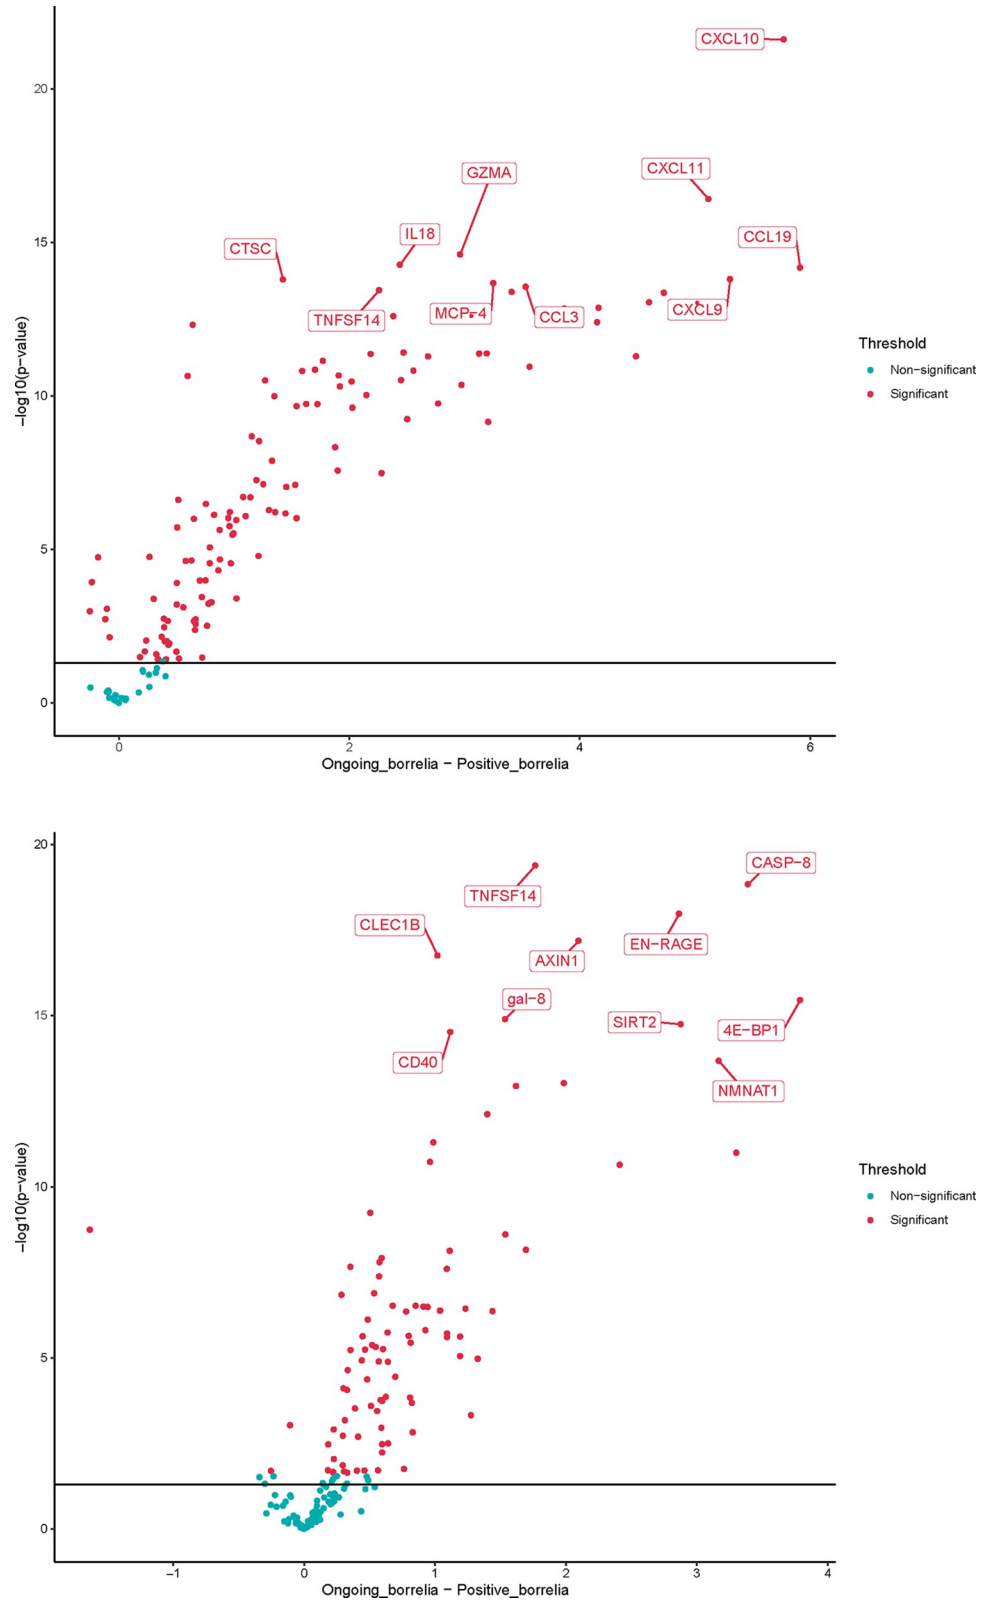 CXCL10
20
CXCL11
GZMA
IL18
CCL19
15
CTSC
TNFSF14
MCP−4
CCL3
CXCL9
Threshold
Non−significant
Significant
−log10(p−value)
10
5
0
0 2 4 6
Ongoing_borrelia − Positive_borrelia
20
CASP−8
TNFSF14
CLEC1B
EN−RAGE
AXIN1
gal−8
15
SIRT2
4E−BP1
CD40
NMNAT1
Threshold
Non−significant
Significant
−log10(p−value)
10
5
0
−1 0 1 2 3 4
Ongoing_borrelia − Positive_borrelia